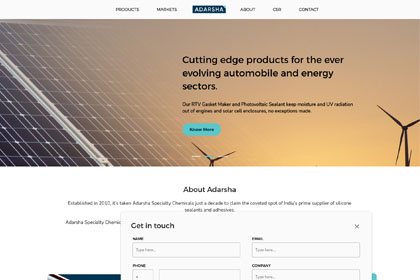 PRODUCTS MARKETS ADARSHA ABOUT CSR CONTACT
Cutting edge products for the ever
evolving automobile and energy
sectors.
Our RTV Gasket Maker and Photovoltaic Sealant keep moisture and UV radiation
out of engines and solar cell enclosures, no exceptions made.
Know More
About Adarsha
Established in 2010, it's taken Adarsha Specialty Chemicals just a decade to claim the coveted spot of India's prime supplier of silicone
sealants and adhesives.
Adarsha Specialty Chem
Get in touch ×
NAME EMAIL
Type here... Type here...
PHONE COMPANY
+ Type here...